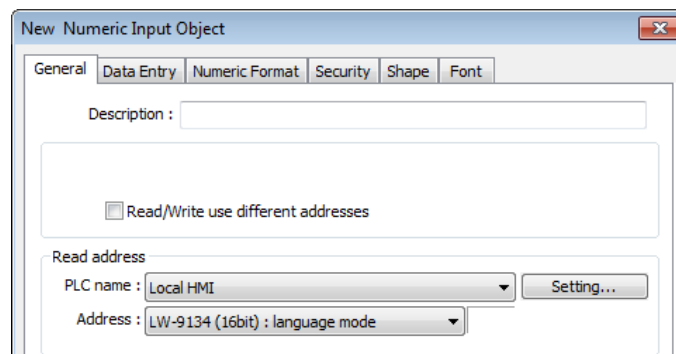 New Numeric Input Object
General Data Entry Numeric Format Security Shape Font
Description :
Read/Write use different addresses
Read address
PLC name : Local HMI Setting...
Address : LW-9134 (16bit) : language mode